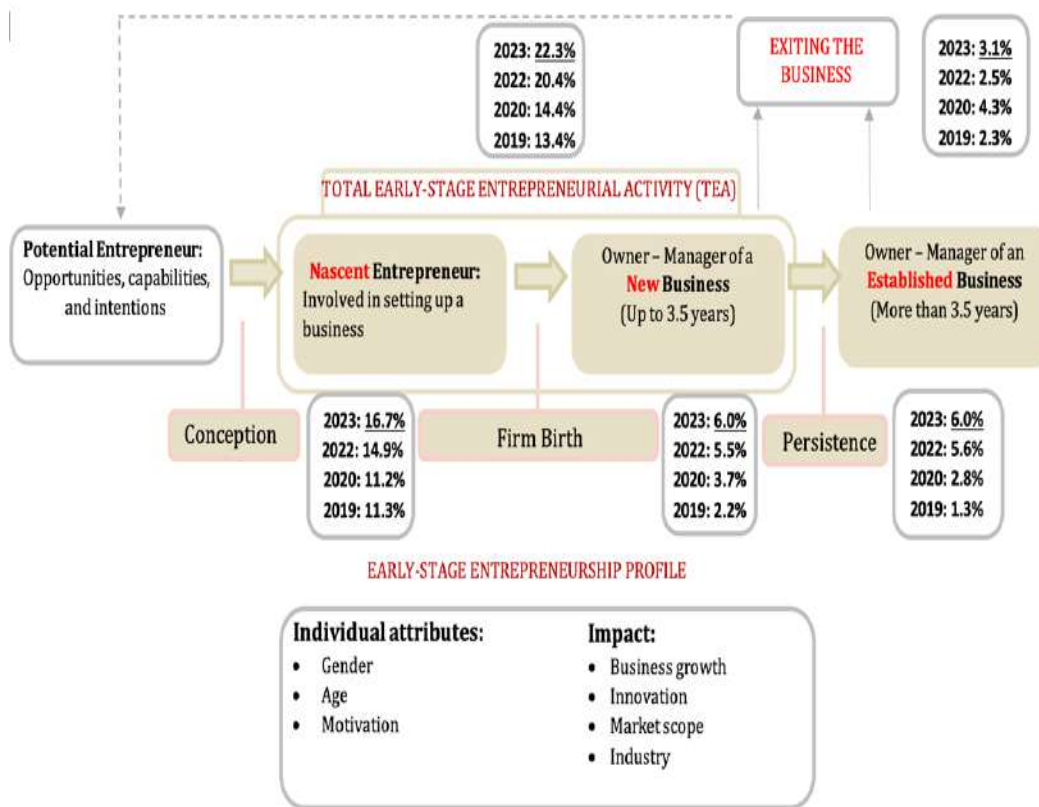 2023: 22.3%
2022: 20.4%
2020: 14.4%
2019: 13.4%
EXITING THE
BUSINESS
2023: 3.1%
2022: 2.5%
2020: 4.3%
2019: 2.3%
TOTAL EARLY-STAGE ENTREPRENEURIAL ACTIVITY (TEA)
Potential Entrepreneur:
Opportunities, capabilities,
and intentions
Nascent Entrepreneur:
Involved in setting up a
business
Owner – Manager of a
New Business
(Up to 3.5 years)
Owner – Manager of an
Established Business
(More than 3.5 years)
Conception
2023: 16.7%
2022: 14.9%
2020: 11.2%
2019: 11.3%
Firm Birth
2023: 6.0%
2022: 5.5%
2020: 3.7%
2019: 2.2%
Persistence
2023: 6.0%
2022: 5.6%
2020: 2.8%
2019: 1.3%
EARLY-STAGE ENTREPRENEURSHIP PROFILE
Individual attributes:
• Gender
• Age
• Motivation
Impact:
• Business growth
• Innovation
• Market scope
• Industry